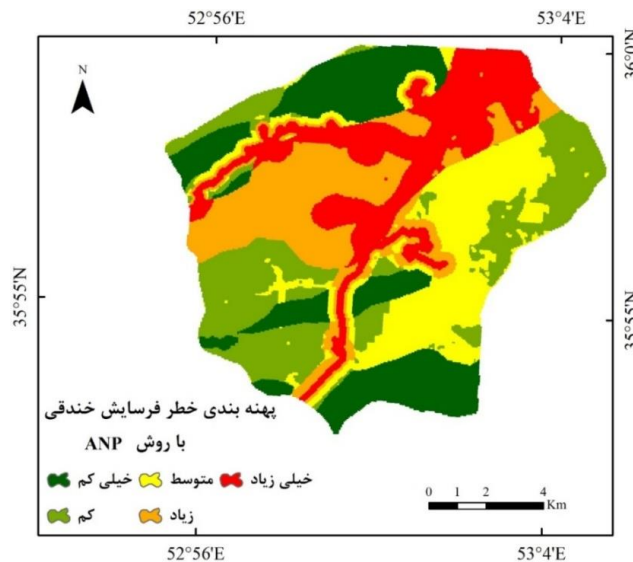 52°56'E 53°4'E
36°0'N
N
35°55'N
35°55'N
پهنه بندی خطر فرسایش خندقی
با روش ANP
خیلی زیاد متوسط خیلی کم
زیاد کم
0 1 2 4
Km
52°56'E 53°4'E